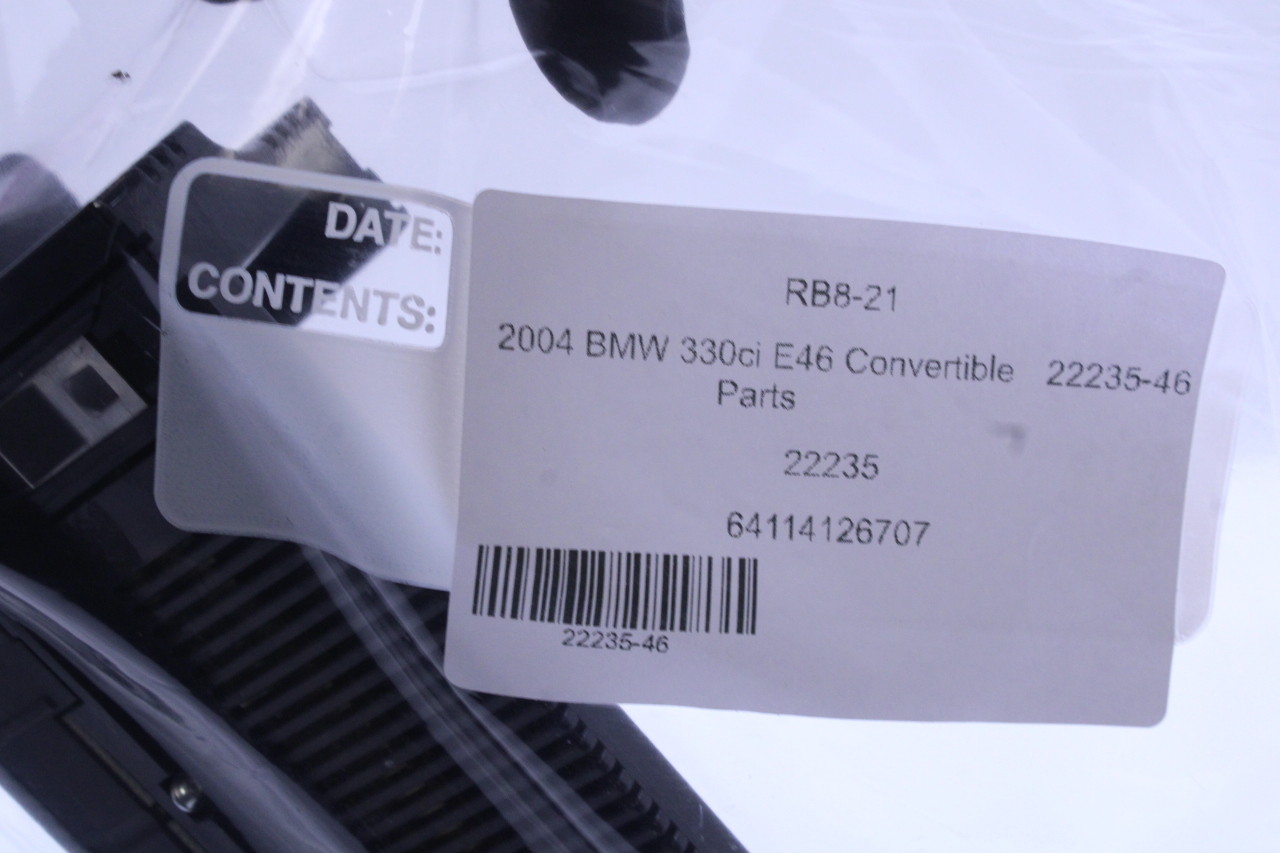 DATE:
CONTENTS:
RB8-21
2004 BMW 330ci E46 Convertible 22235-46
Parts
22235
64114126707
22235-46